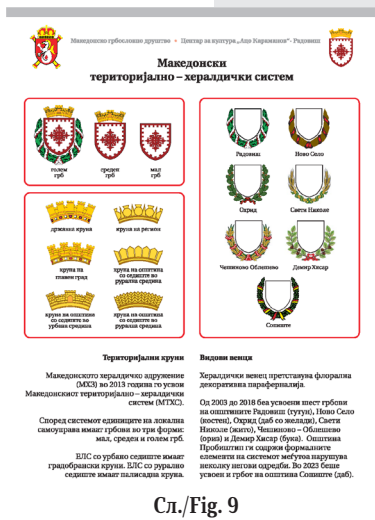 Македонско грбословно друштво • Центар за култура „Ацо Караманов“- Радовиш
Македонски
територијално – хералдички систем
голем
грб
среден
грб
мал
грб
државна круна
круна на регион
круна на
главен град
круна на општина
со седиште во
рурална средина
круна на општина
со седиште во
урбана средина
круна на општина
со седиште во
рурална средина
Радовиш
Ново Село
Охрид
Свети Николе
Чешиново Облешево
Демир Хисар
Сопиште
Територијални круни
Македонското хералдичко здружение
(МХЗ) во 2013 година го усвои
Македонскиот територијално – хералдички
систем (МТХС).
Според системот единиците на локална
самоуправа имаат грбови во три форми:
мал, среден и голем грб.
ЕЛС со урбано седиште имаат
градобрански круни. ЕЛС со рурално
седиште имаат палисадна круна.
Видови венци
Хералдички венец претставува флорална
декоративна параферналија.
Од 2003 до 2018 беа усвоени шест грбови
на општините Радовиш (тутун), Ново Село
(костен), Охрид (даб со желади), Свети
Николе (жито), Чешиново – Облешево
(ориз) и Демир Хисар (бука). Општина
Пробиштип ги содржи формалните
елементи на системот меѓутоа нарушува
неколку негови одредби. Во 2023 беше
усвоен и грбот на општина Сопиште (даб).
Сл./Fig. 9